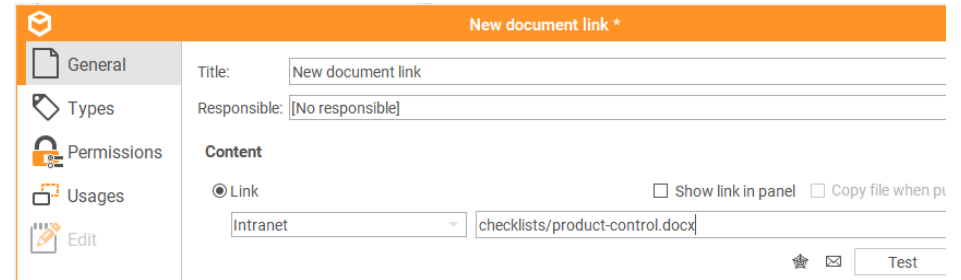 New document link *
General
Title: New document link
Types
Responsible: [No responsible]
Permissions
Content
Usages
Link
Show link in panel
Copy file when
Intranet
checklists/product-control.docx
Edit
Test